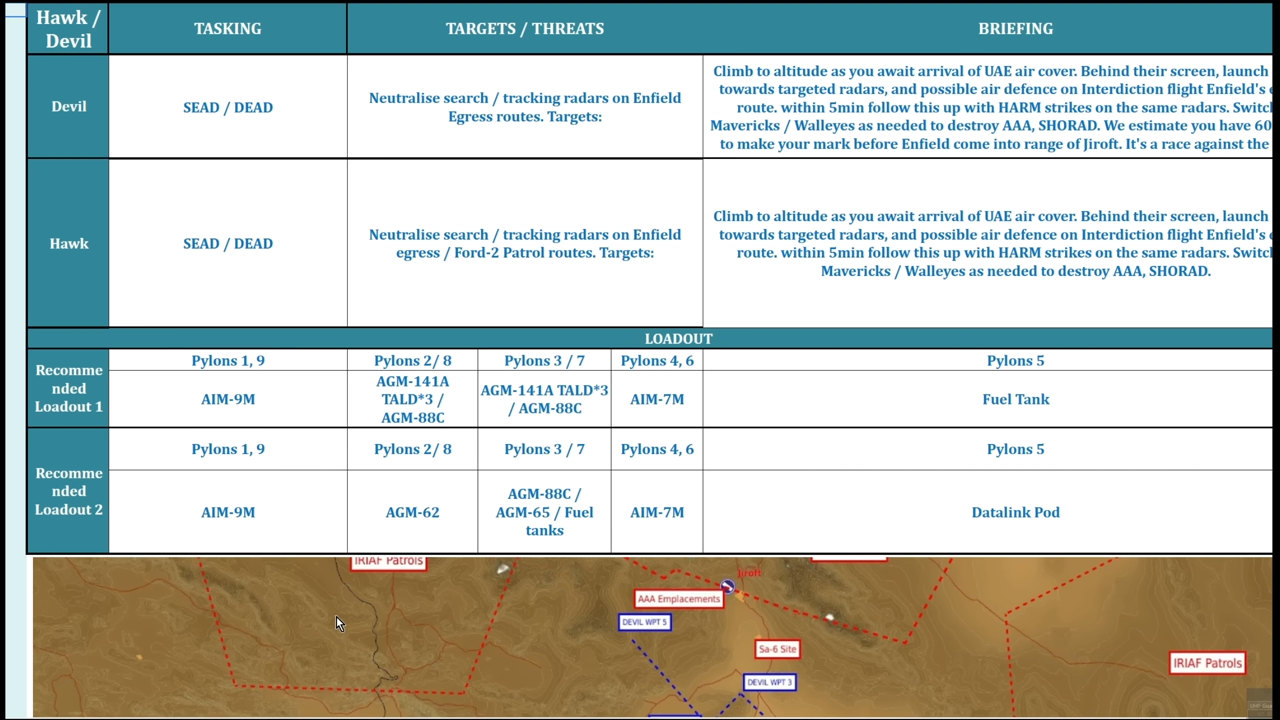 Hawk /
Devil
TASKING
TARGETS / THREATS
BRIEFING
Devil
SEAD / DEAD
Neutralise search / tracking radars on Enfield
Egress routes. Targets:
Climb to altitude as you await arrival of UAE air cover. Behind their screen, launch
towards targeted radars, and possible air defence on Interdiction flight Enfield's
route. within 5min follow this up with HARM strikes on the same radars. Switch
Mavericks / Walleyes as needed to destroy AAA, SHORAD. We estimate you have 60
to make your mark before Enfield come into range of Jiroft. It's a race against the
Hawk
SEAD / DEAD
Neutralise search / tracking radars on Enfield
egress / Ford-2 Patrol routes. Targets:
Climb to altitude as you await arrival of UAE air cover. Behind their screen, launch
towards targeted radars, and possible air defence on Interdiction flight Enfield's
route. within 5min follow this up with HARM strikes on the same radars. Switch
Mavericks / Walleyes as needed to destroy AAA, SHORAD.
LOADOUT
Recomme
nded
Loadout 1
Pylons 1, 9
Pylons 2/ 8
Pylons 3 / 7
Pylons 4, 6
Pylons 5
AIM-9M
AGM-141A
TALD*3 /
AGM-88C
AGM-141A TALD*3
/ AGM-88C
AIM-7M
Fuel Tank
Recomme
nded
Loadout 2
Pylons 1, 9
Pylons 2/ 8
Pylons 3 / 7
Pylons 4, 6
Pylons 5
AIM-9M
AGM-62
AGM-88C /
AGM-65 / Fuel
tanks
AIM-7M
Datalink Pod
IRIAF Patrols
Jiroft
AAA Emplacements
DEVIL WPT 5
Sa-6 Site
IRIAF Patrols
DEVIL WPT 3